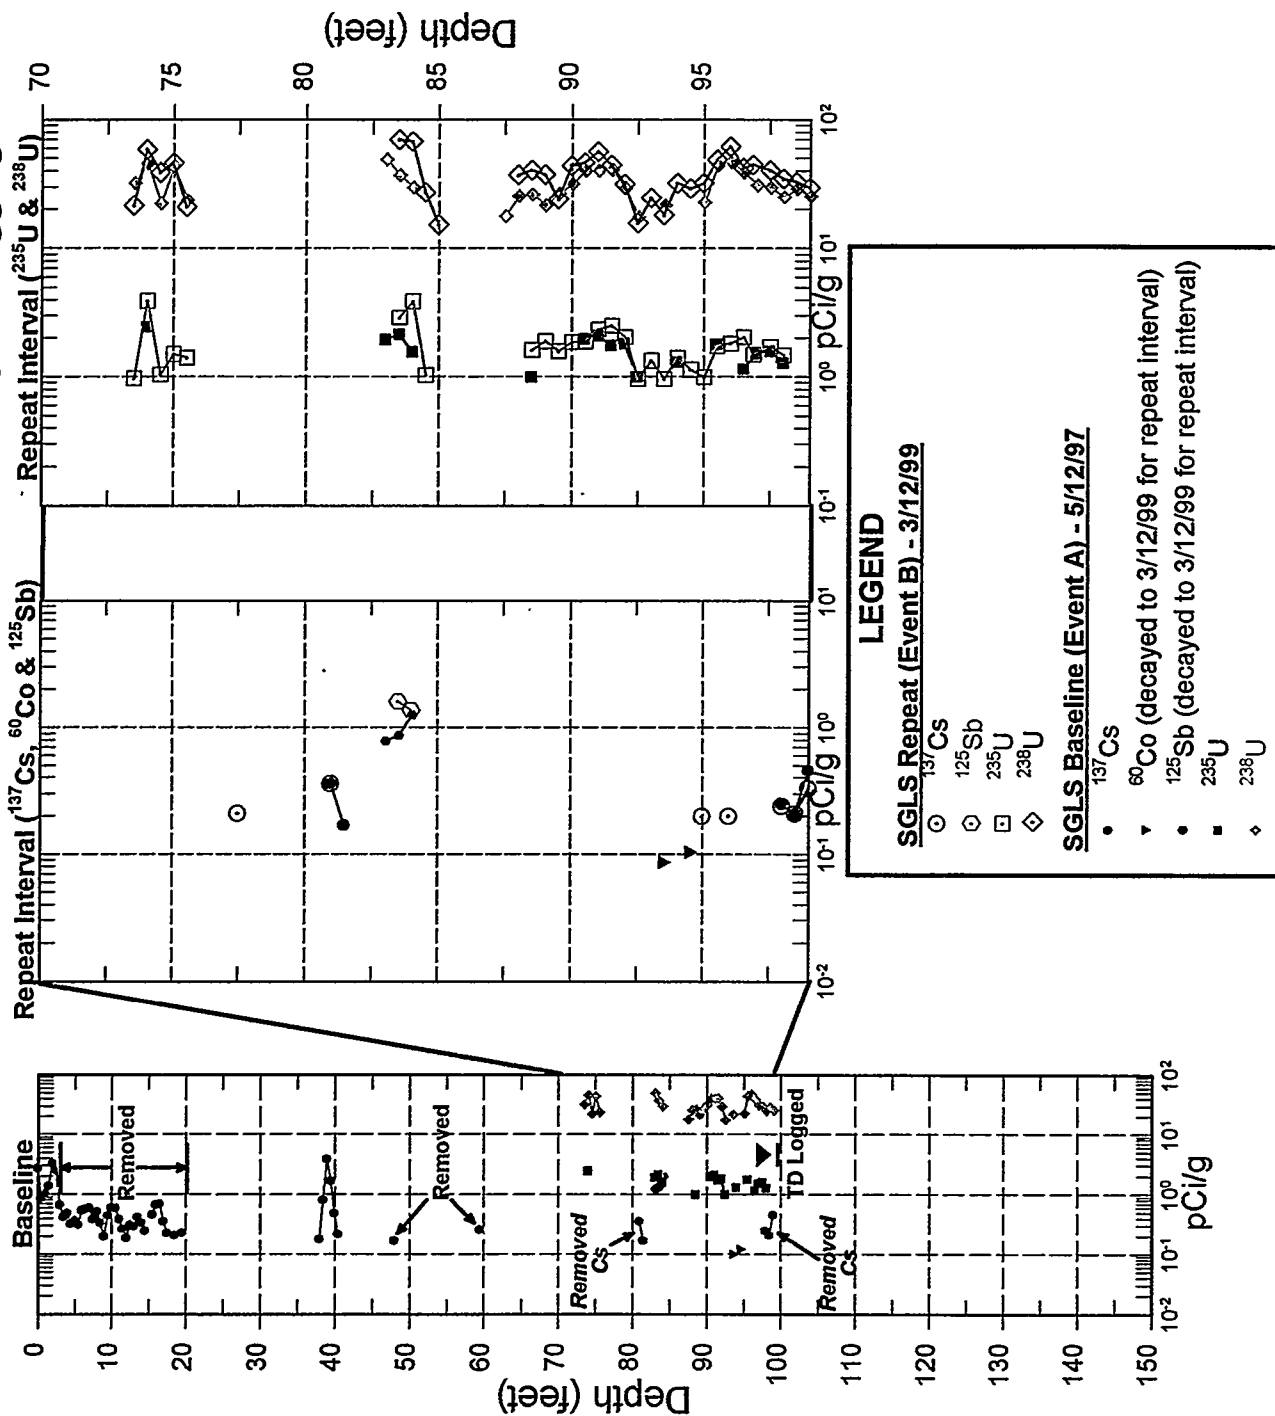 Baseline
Repeat Interval (¹³⁷Cs, ⁶⁰Co & ¹²⁵Sb)
Repeat Interval (²³⁵U & ²³⁸U)
Depth (feet)
0
10
20
30
40
50
60
70
80
90
100
110
120
130
140
150
Removed
Removed
Removed Cs
Removed Cs
TD Logged
10⁻²
10⁻¹
10⁰
10¹
10²
pCi/g
10⁻²
10⁻¹
10⁰
10¹
pCi/g
10⁻¹
10⁰
10¹
10²
pCi/g
70
75
80
85
90
95
Depth (feet)
LEGEND
SGLS Repeat (Event B) - 3/12/99
¹³⁷Cs
¹²⁵Sb
²³⁵U
²³⁸U
SGLS Baseline (Event A) - 5/12/97
¹³⁷Cs
⁶⁰Co (decayed to 3/12/99 for repeat interval)
¹²⁵Sb (decayed to 3/12/99 for repeat interval)
²³⁵U
²³⁸U